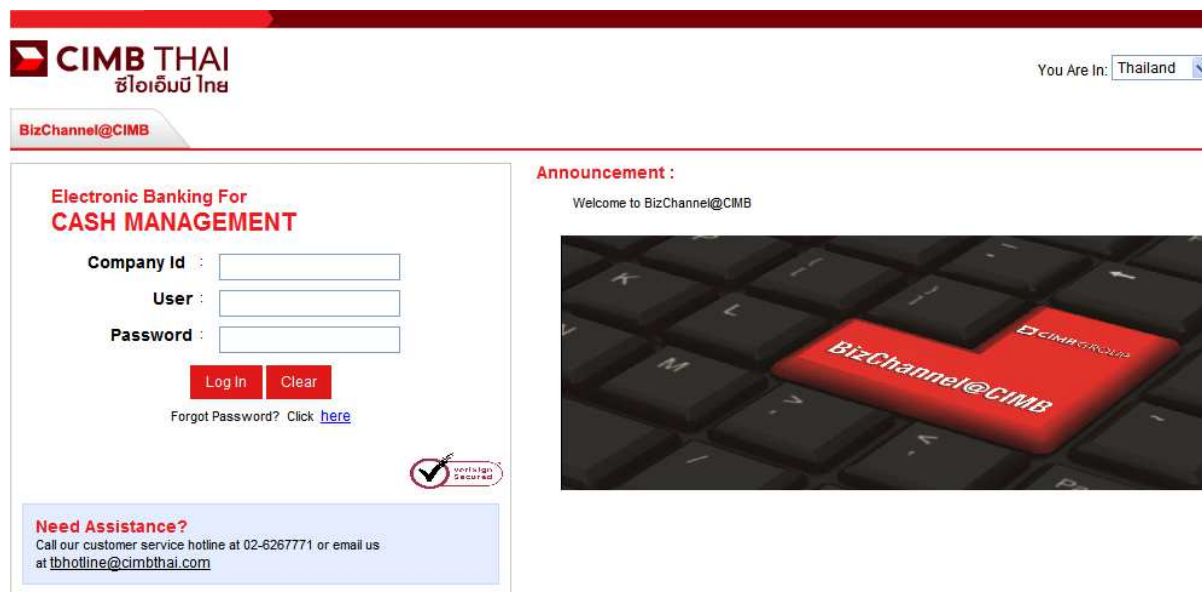 CIMB THAI
ซีไอเอ็มบี ไทย
You Are In: Thailand
BizChannel@CIMB
Electronic Banking For
CASH MANAGEMENT
Company Id :
User :
Password :
Log In Clear
Forgot Password? Click here
VeriSign
Secured
Need Assistance?
Call our customer service hotline at 02-6267771 or email us
at tbhotline@cimbthai.com
Announcement :
Welcome to BizChannel@CIMB
K
L
M
CIMB GROUP
BizChannel@CIMB